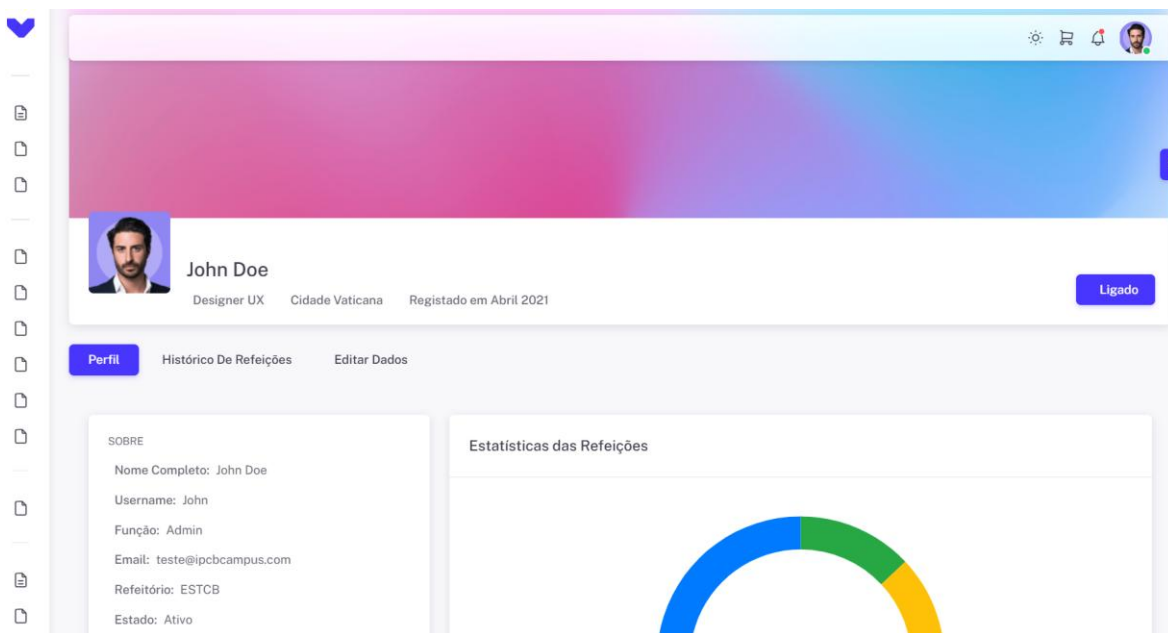 John Doe
Designer UX Cidade Vaticana Registado em Abril 2021
Ligado
Perfil Histórico De Refeições Editar Dados
SOBRE
Nome Completo: John Doe
Username: John
Função: Admin
Email: teste@ipcbcampus.com
Refeitório: ESTCB
Estado: Ativo
Estatísticas das Refeições